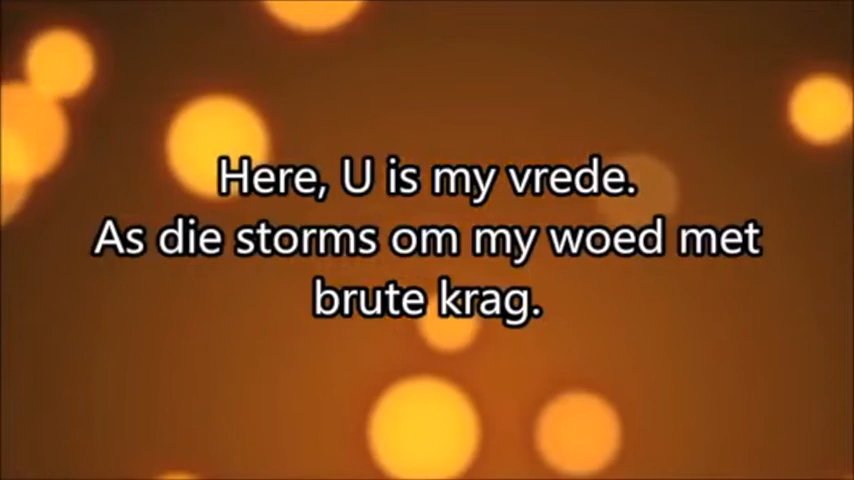 Here, U is my vrede.
As die storms om my woed met
brute krag.